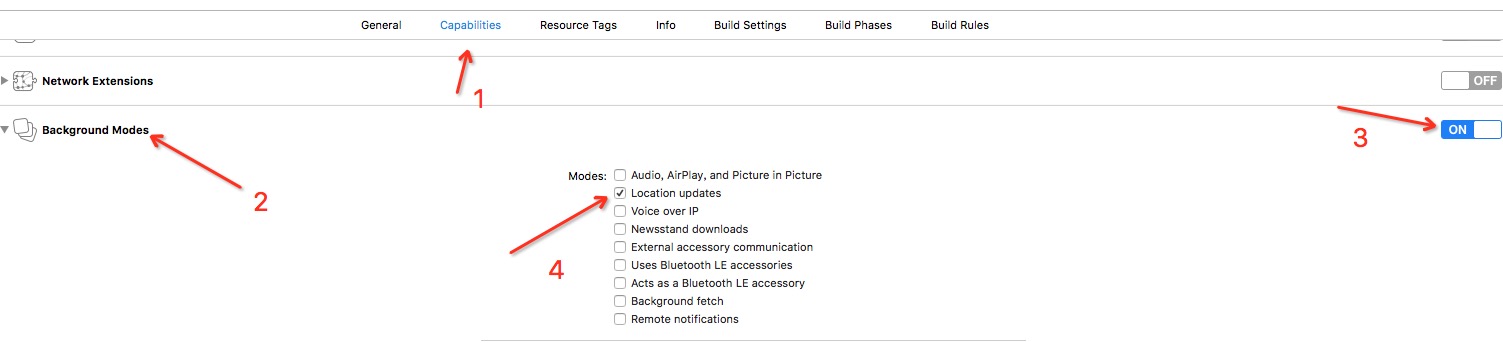 General Capabilities Resource Tags Info Build Settings Build Phases Build Rules
1
Network Extensions OFF
Background Modes ON
2
3
Modes: Audio, AirPlay, and Picture in Picture
Location updates
Voice over IP
Newsstand downloads
External accessory communication
4
Uses Bluetooth LE accessories
Acts as a Bluetooth LE accessory
Background fetch
Remote notifications